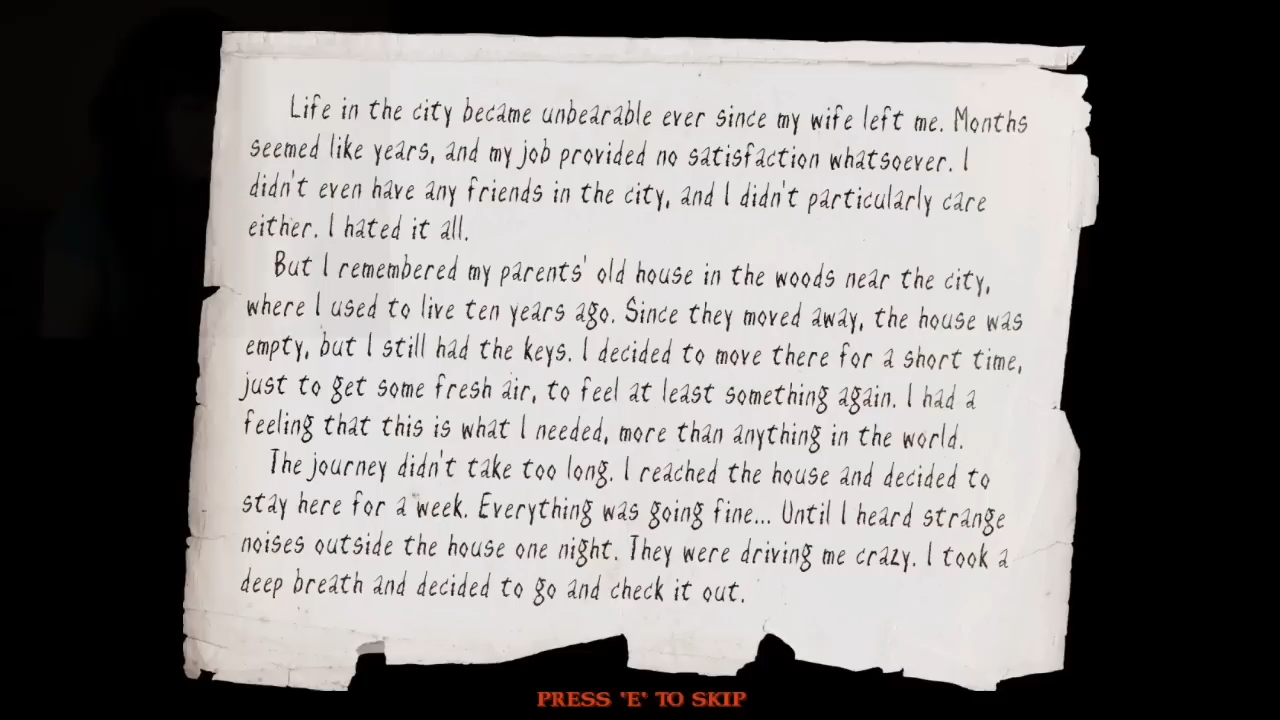 Life in the city became unbearable ever since my wife left me. Months
seemed like years, and my job provided no satisfaction whatsoever. I
didn't even have any friends in the city, and I didn't particularly care
either. I hated it all.
But I remembered my parents' old house in the woods near the city,
where I used to live ten years ago. Since they moved away, the house was
empty, but I still had the keys. I decided to move there for a short time,
just to get some fresh air, to feel at least something again. I had a
feeling that this is what I needed, more than anything in the world.
The journey didn't take too long. I reached the house and decided to
stay here for a week. Everything was going fine... Until I heard strange
noises outside the house one night. They were driving me crazy. I took a
deep breath and decided to go and check it out.
PRESS 'E' TO SKIP